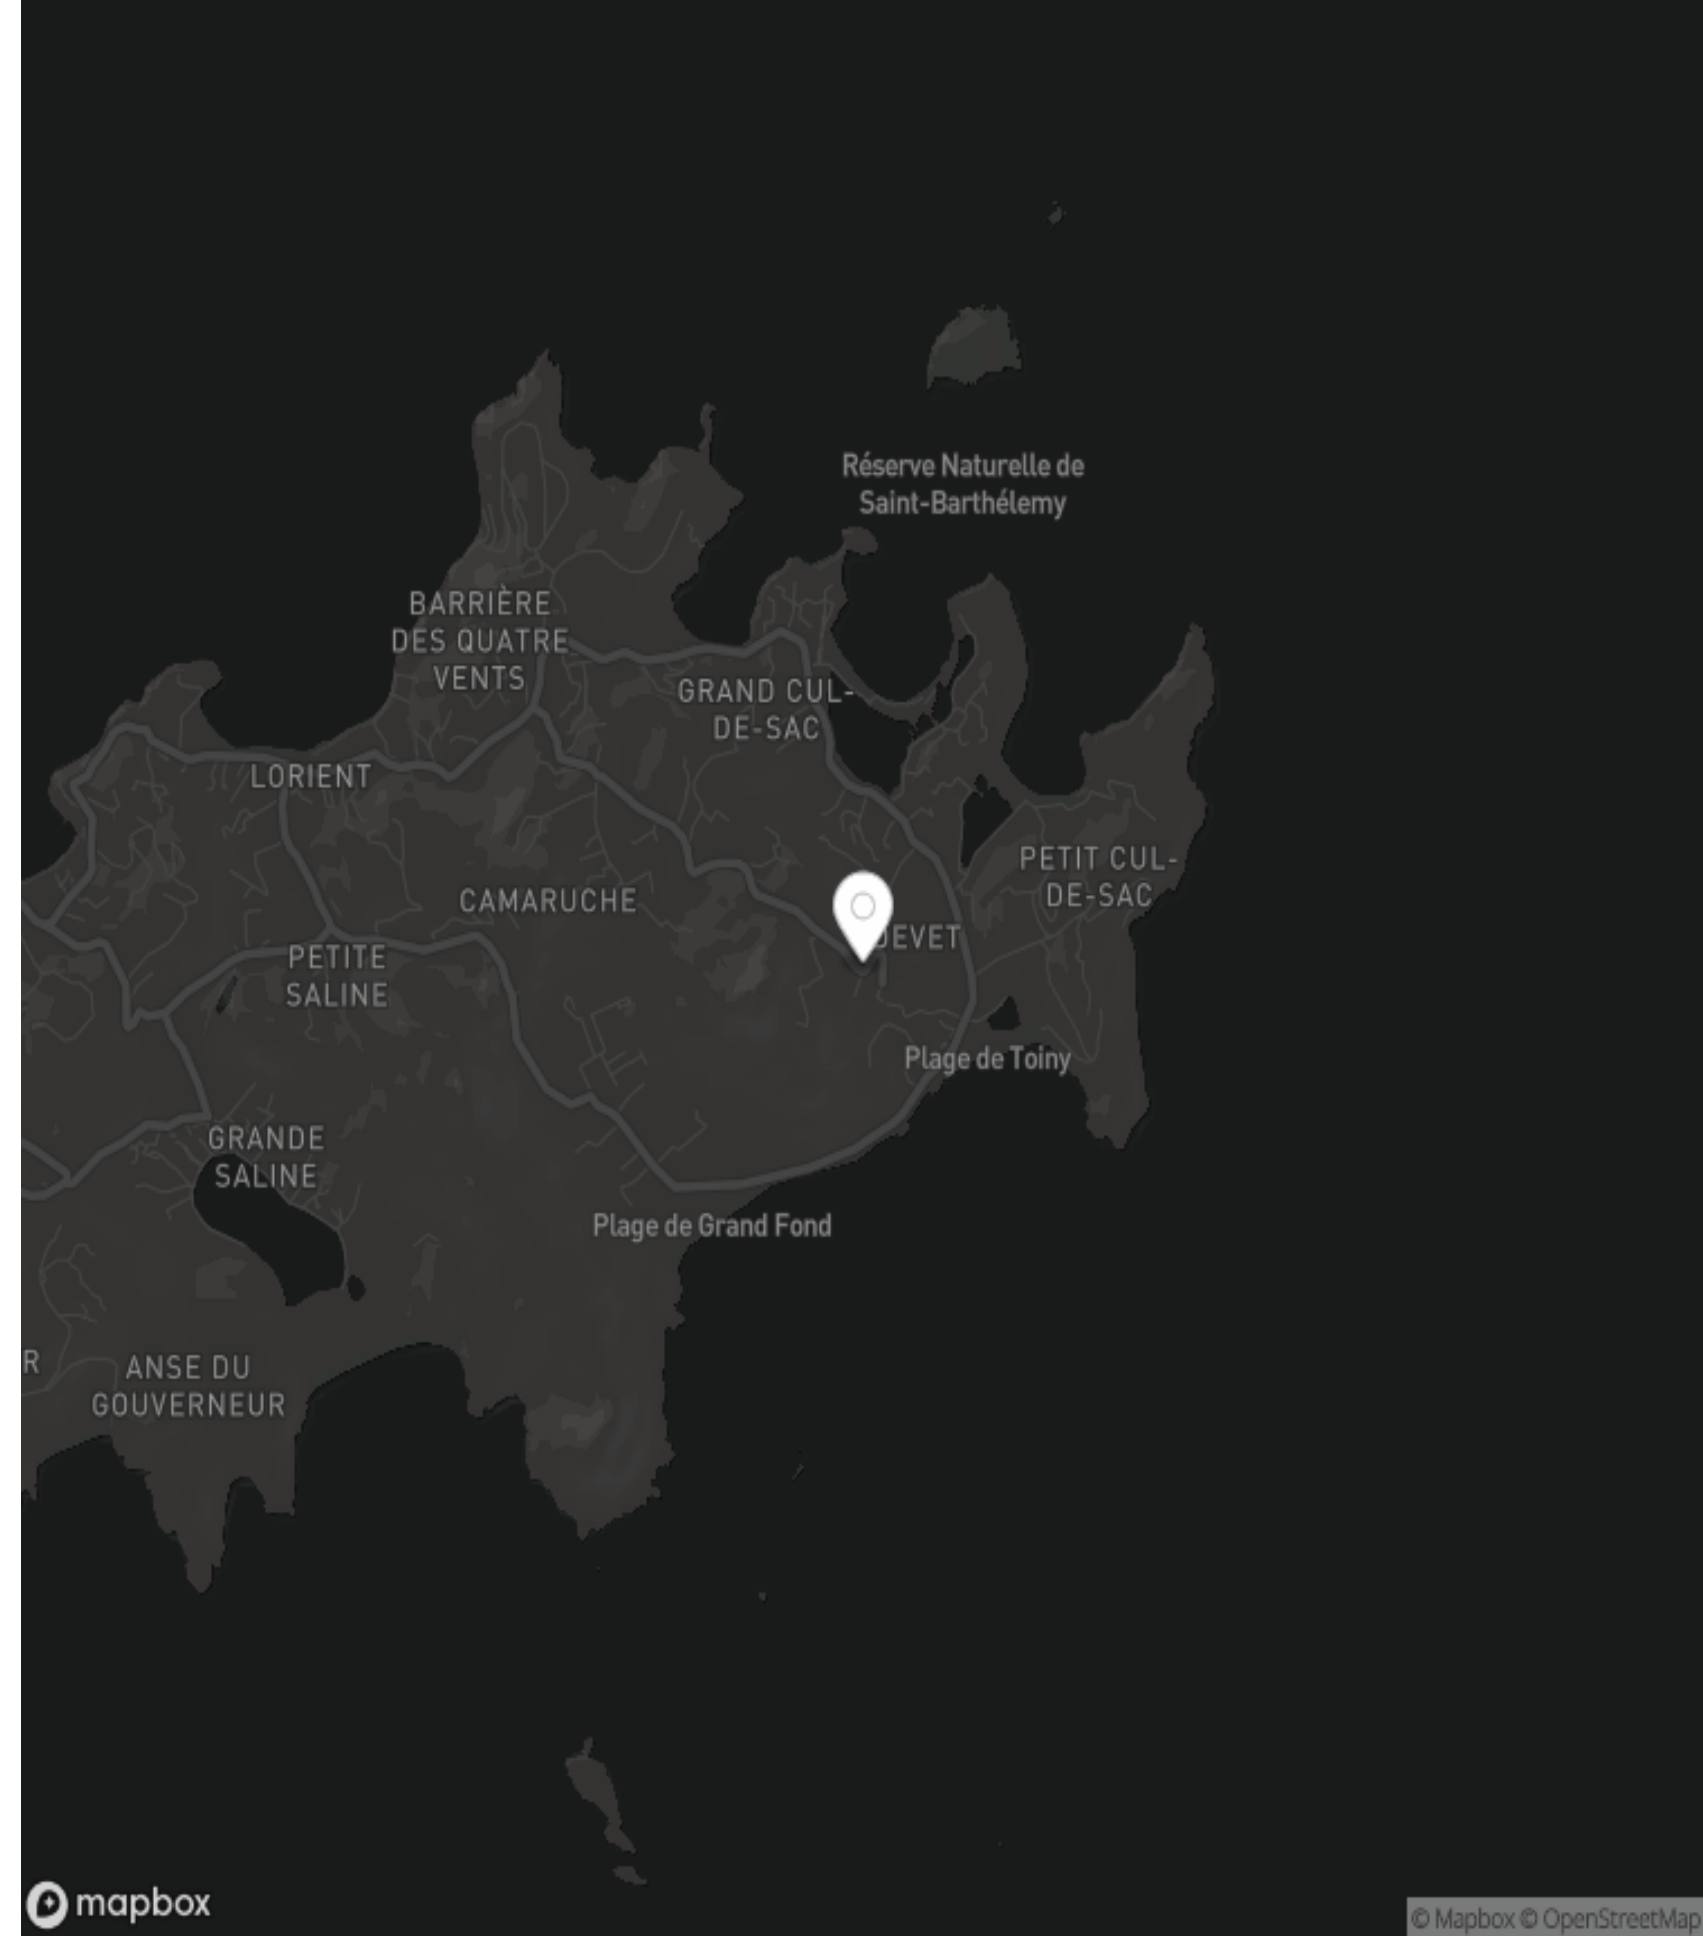 Réserve Naturelle de
Saint-Barthélemy
BARRIÈRE
DES QUATRE
VENTS
GRAND CUL-
DE-SAC
LORIENT
PETIT CUL-
DE-SAC
CAMARUCHE
EVET
PETITE
SALINE
Plage de Toiny
GRANDE
SALINE
Plage de Grand Fond
R
ANSE DU
GOUVERNEUR
mapbox
© Mapbox © OpenStreetMap